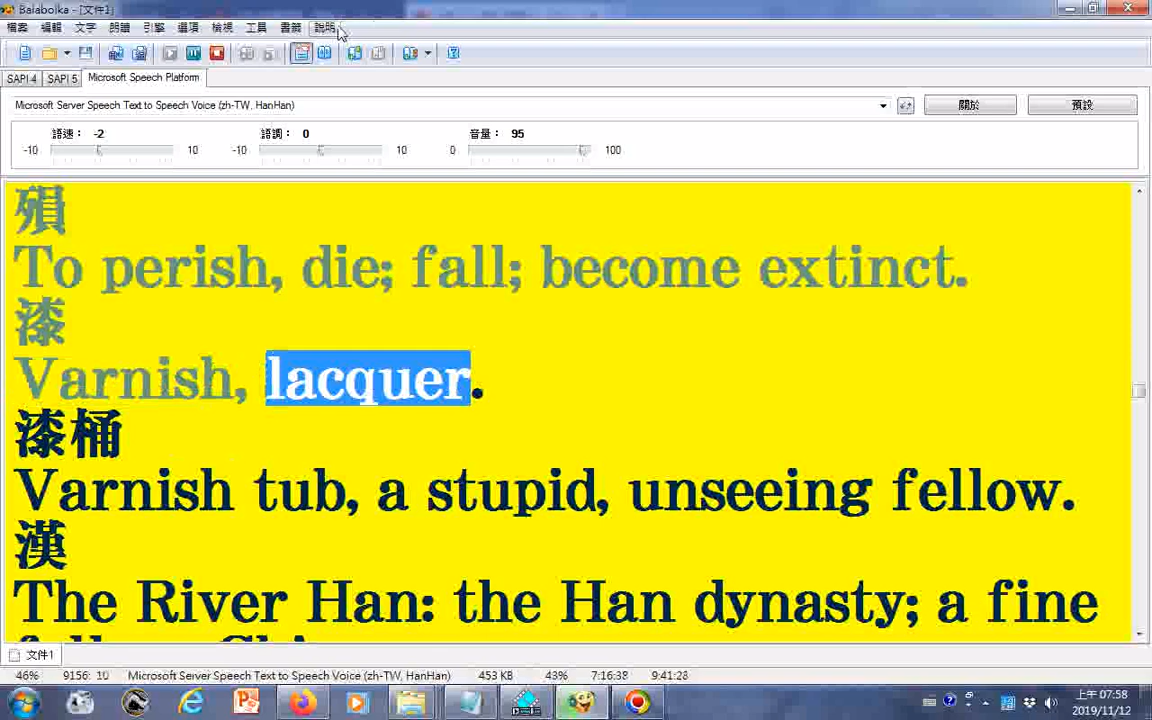 Balabolka - [文件1]
檔案 編輯 文字 朗讀 引擎 選項 檢視 工具 書籤 說明
SAPI 4 SAPI 5 Microsoft Speech Platform
Microsoft Server Speech Text to Speech Voice (zh-TW, HanHan) 關於 預設
語速： -2 語調： 0 音量： 95
-10 10 -10 10 0 100
殞
To perish, die; fall; become extinct.
漆
Varnish, lacquer.
漆桶
Varnish tub, a stupid, unseeing fellow.
漢
The River Han: the Han dynasty; a fine
文件1
46% 9156: 10 Microsoft Server Speech Text to Speech Voice (zh-TW, HanHan) 453 KB 43% 7:16:38 9:41:28
上午 07:58
2019/11/12